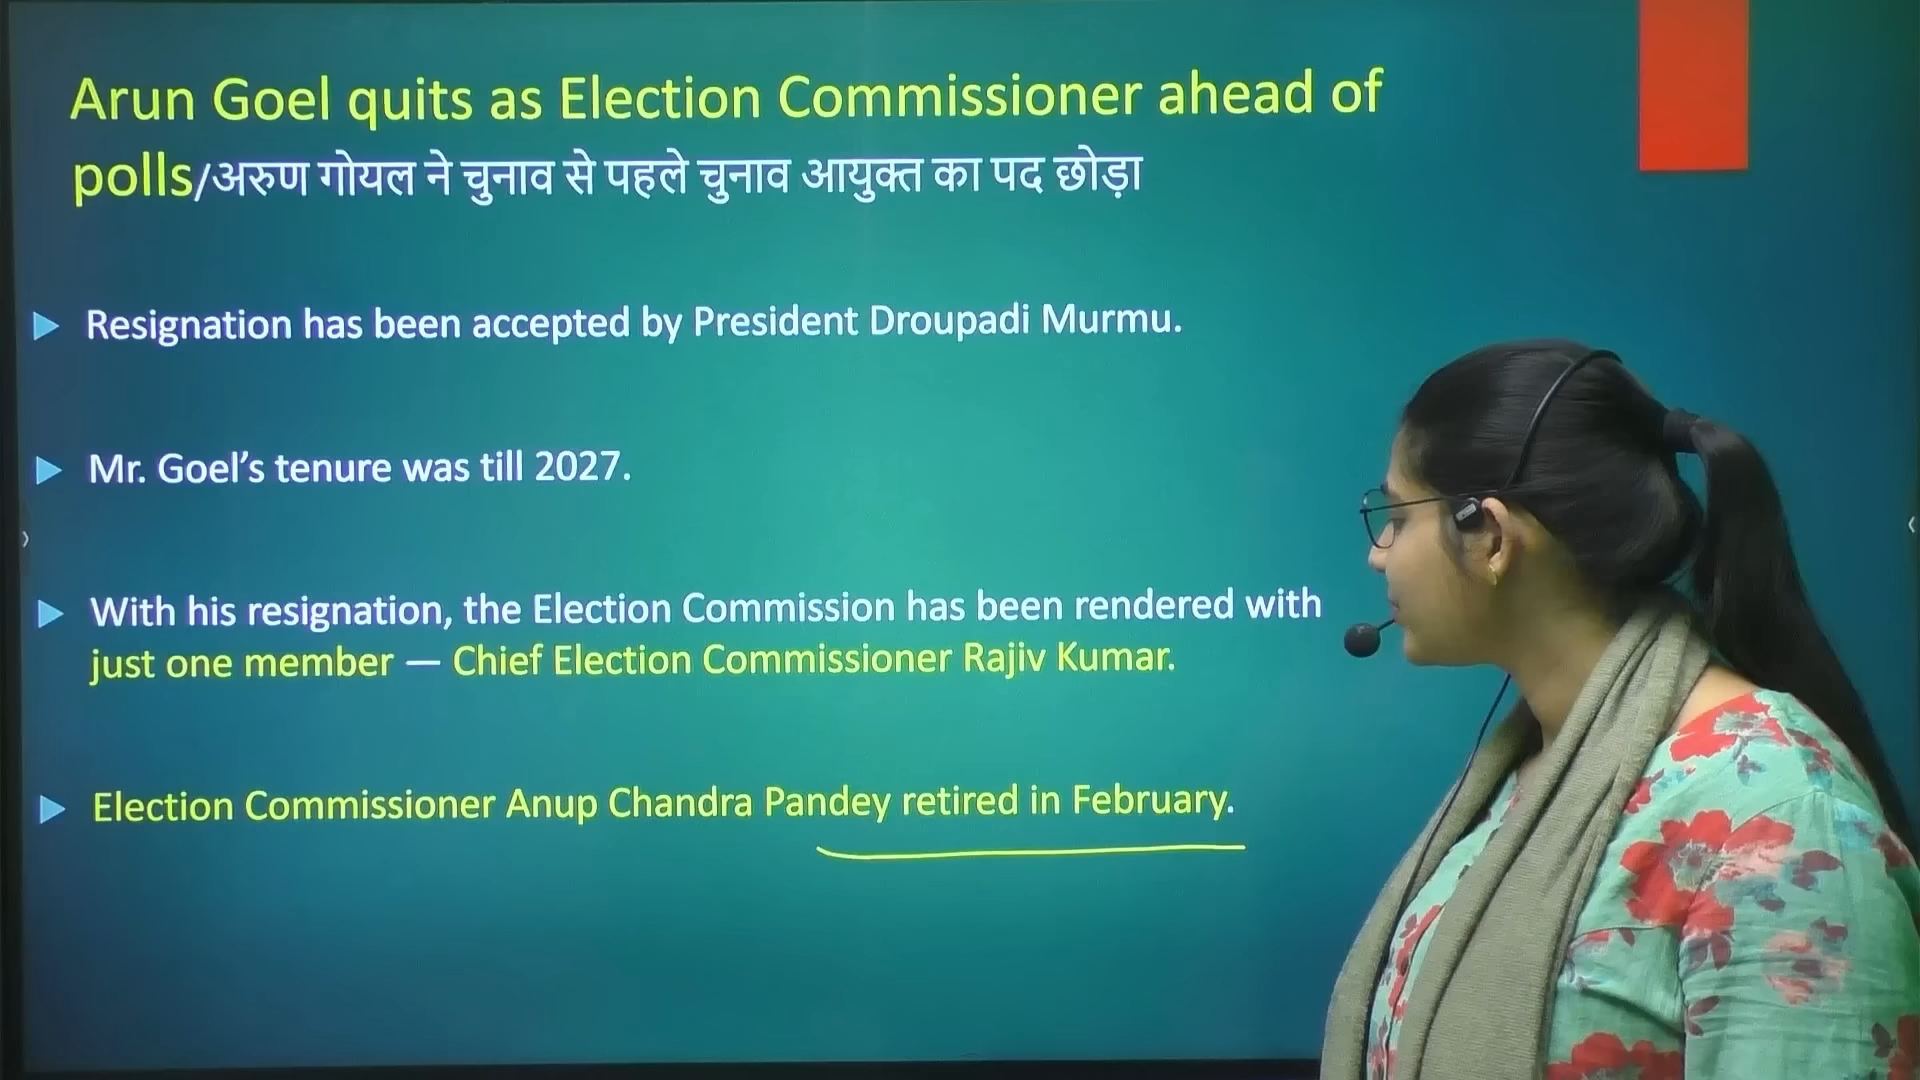 Arun Goel quits as Election Commissioner ahead of
polls/अरुण गोयल ने चुनाव से पहले चुनाव आयुक्त का पद छोड़ा
Resignation has been accepted by President Droupadi Murmu.
Mr. Goel’s tenure was till 2027.
With his resignation, the Election Commission has been rendered with
just one member — Chief Election Commissioner Rajiv Kumar.
Election Commissioner Anup Chandra Pandey retired in February.